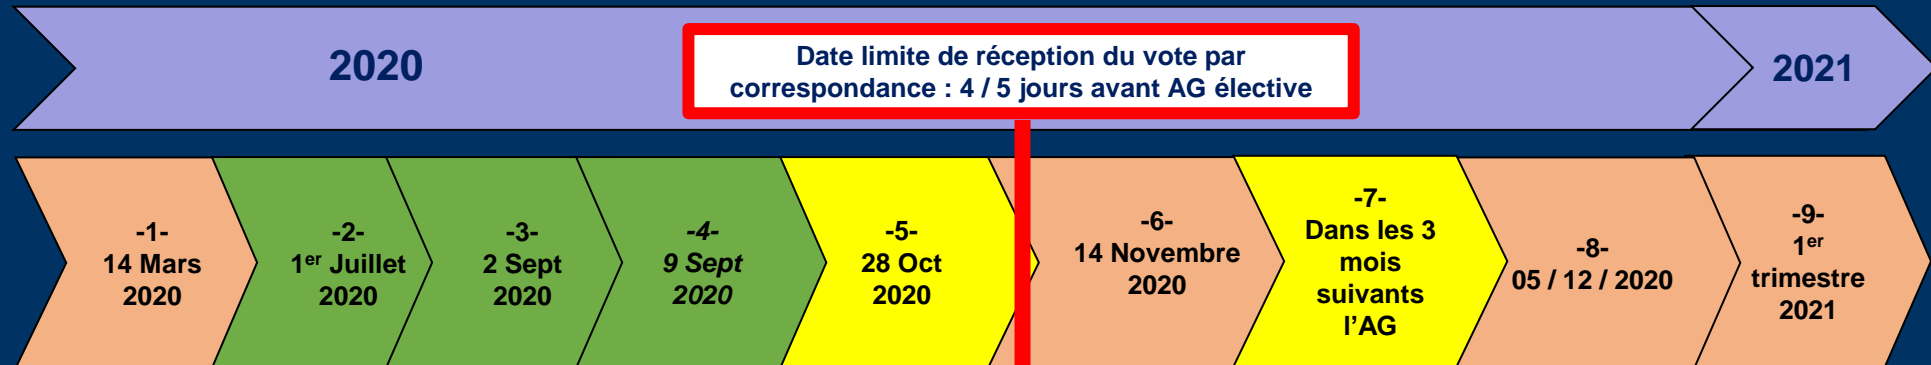 2020
Date limite de réception du vote par
correspondance : 4 / 5 jours avant AG élective
2021
-1-
14 Mars
2020
-2-
1er Juillet
2020
-3-
2 Sept
2020
-4-
9 Sept
2020
-5-
28 Oct
2020
-6-
14 Novembre
2020
-7-
Dans les 3
mois
suivants
l’AG
-8-
05 / 12 / 2020
-9-
1er
trimestre
2021